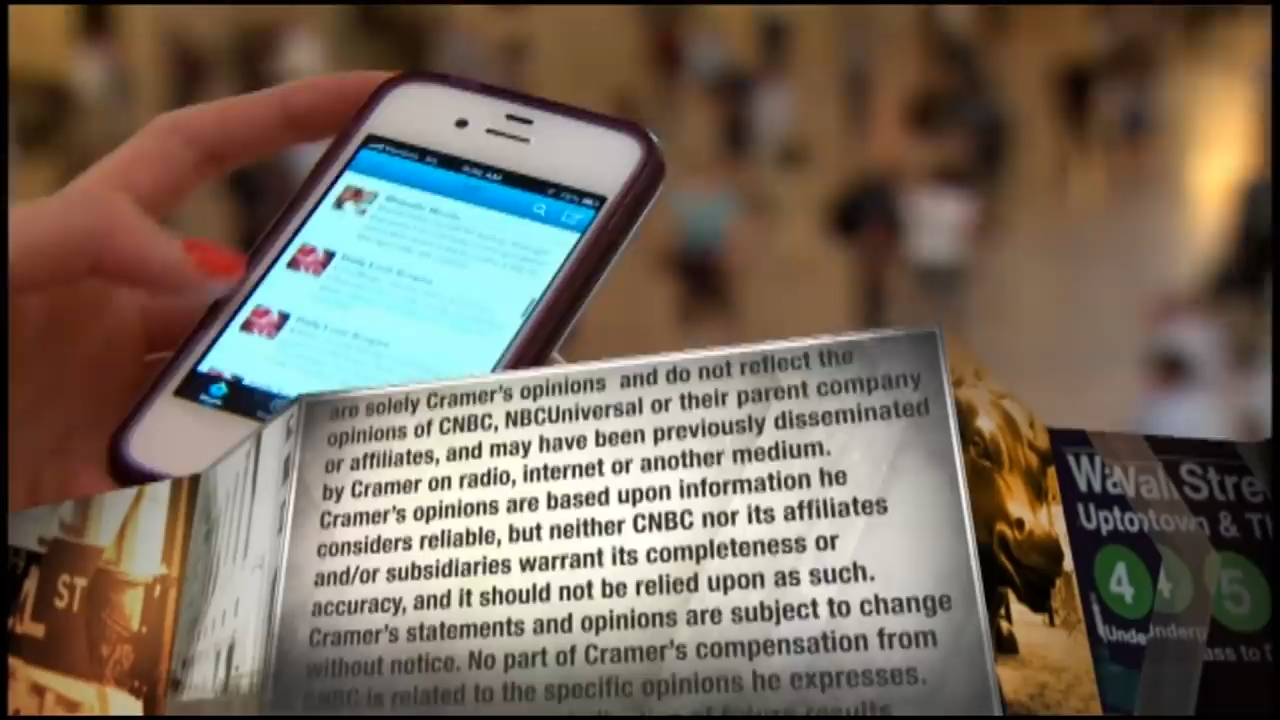 are solely Cramer's opinions and do not reflect the
opinions of CNBC, NBCUniversal or their parent company
or affiliates, and may have been previously disseminated
by Cramer on radio, internet or another medium.
Cramer's opinions are based upon information he
considers reliable, but neither CNBC nor its affiliates
and/or subsidiaries warrant its completeness or
accuracy, and it should not be relied upon as such.
Cramer's statements and opinions are subject to change
without notice. No part of Cramer's compensation from
CNBC is related to the specific opinions he expresses.
of future results
ST
Wall Stre
Uptown &
4
4
5